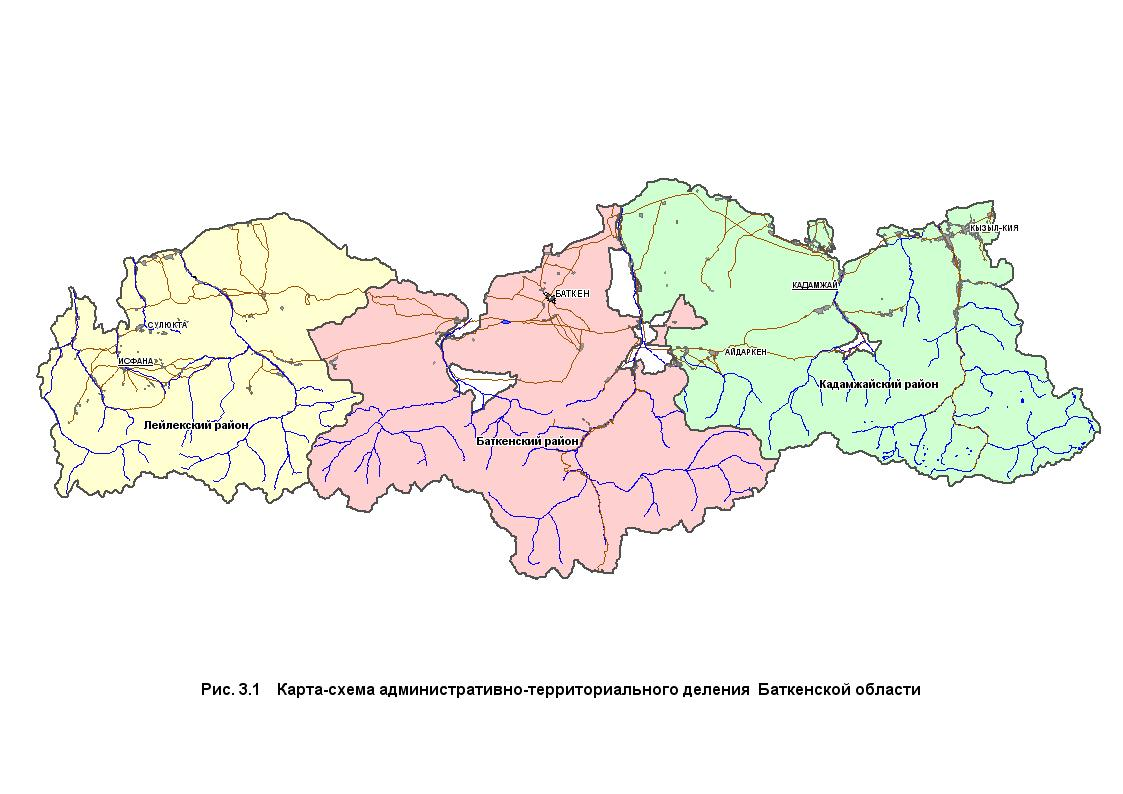 КЫЗЫЛ-КИЯ
КАДАМЖАЙ
БАТКЕН
СУЛЮКТА
АЙДАРКЕН
ИСФАНА
Кадамжайский район
Лейлекский район
Баткенский район
Рис. 3.1 Карта-схема административно-территориального деления Баткенской области